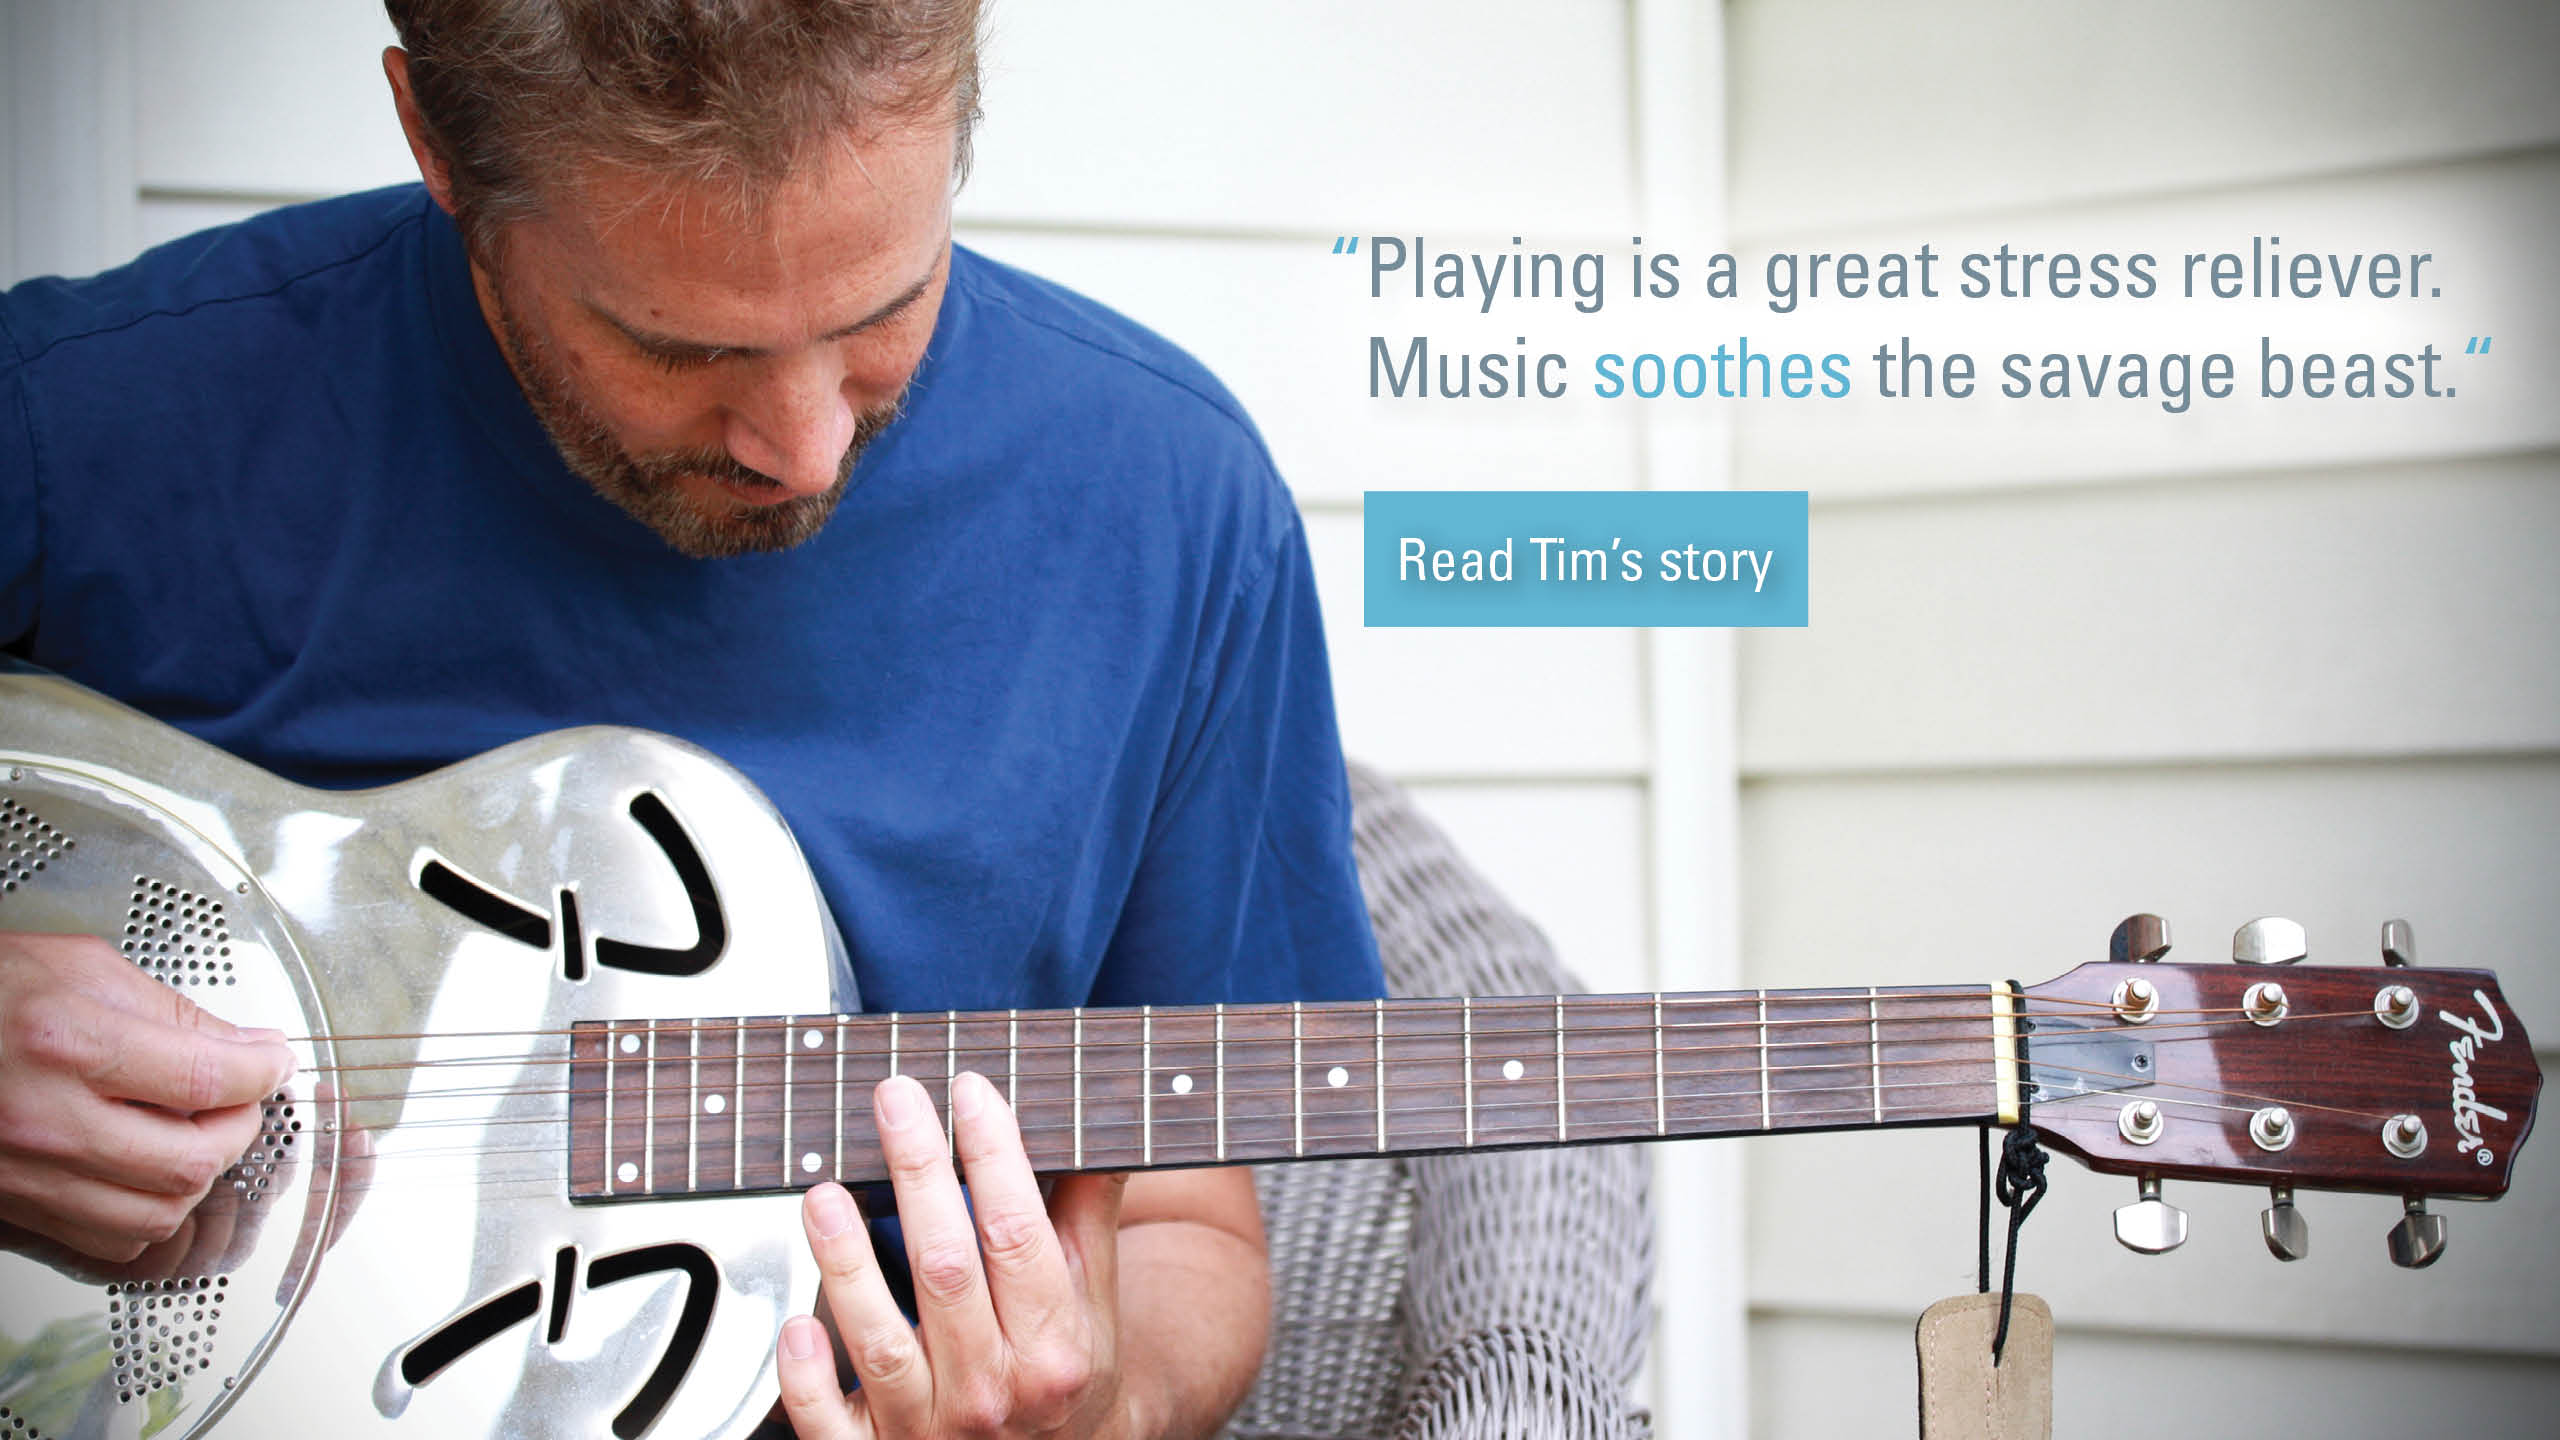 “Playing is a great stress reliever.
Music soothes the savage beast.“
Read Tim’s story
Fender®